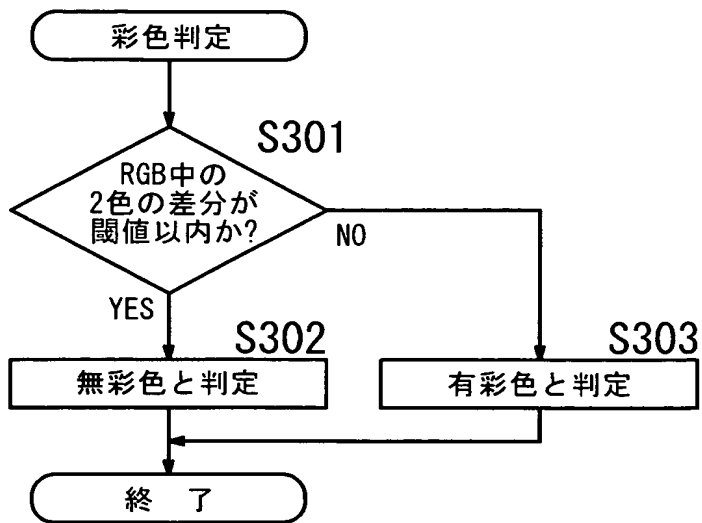 彩色判定
S301
RGB中の
2色の差分が
閾値以内か?
NO
YES
S302
無彩色と判定
S303
有彩色と判定
終 了